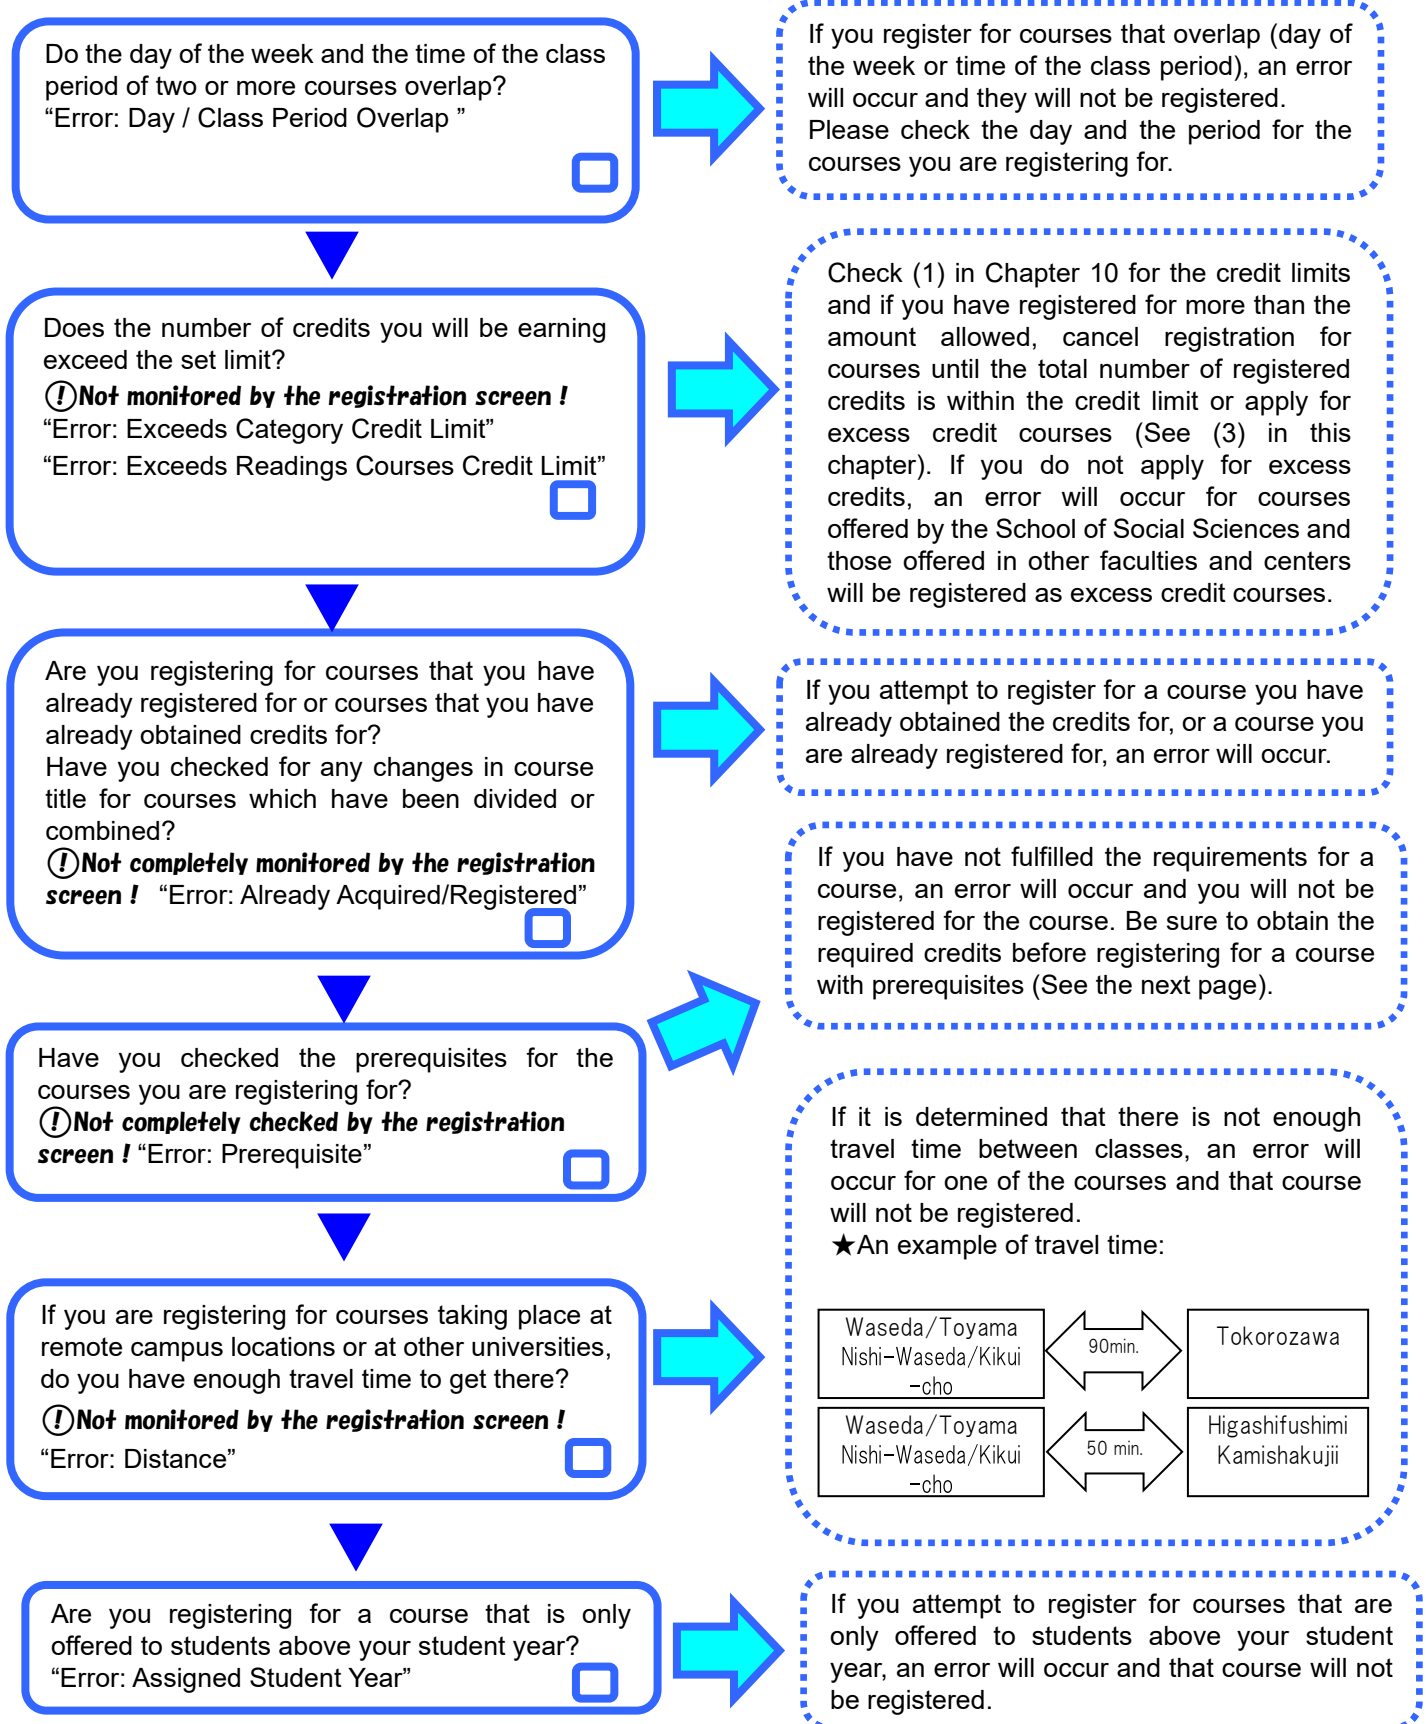 Do the day of the week and the time of the class
period of two or more courses overlap?
“Error: Day / Class Period Overlap ”
If you register for courses that overlap (day of
the week or time of the class period), an error
will occur and they will not be registered.
Please check the day and the period for the
courses you are registering for.
Does the number of credits you will be earning
exceed the set limit?
!Not monitored by the registration screen !
“Error: Exceeds Category Credit Limit”
“Error: Exceeds Readings Courses Credit Limit”
Check (1) in Chapter 10 for the credit limits
and if you have registered for more than the
amount allowed, cancel registration for
courses until the total number of registered
credits is within the credit limit or apply for
excess credit courses (See (3) in this
chapter). If you do not apply for excess
credits, an error will occur for courses
offered by the School of Social Sciences and
those offered in other faculties and centers
will be registered as excess credit courses.
Are you registering for courses that you have
already registered for or courses that you have
already obtained credits for?
Have you checked for any changes in course
title for courses which have been divided or
combined?
!Not completely monitored by the registration
screen ! “Error: Already Acquired/Registered”
If you attempt to register for a course you have
already obtained the credits for, or a course you
are already registered for, an error will occur.
Have you checked the prerequisites for the
courses you are registering for?
!Not completely checked by the registration
screen ! “Error: Prerequisite”
If you have not fulfilled the requirements for a
course, an error will occur and you will not be
registered for the course. Be sure to obtain the
required credits before registering for a course
with prerequisites (See the next page).
If you are registering for courses taking place at
remote campus locations or at other universities,
do you have enough travel time to get there?
!Not monitored by the registration screen !
“Error: Distance”
If it is determined that there is not enough
travel time between classes, an error will
occur for one of the courses and that course
will not be registered.
★An example of travel time:
Waseda/Toyama
Nishi-Waseda/Kikui
-cho
90min.
Tokorozawa
Waseda/Toyama
Nishi-Waseda/Kikui
-cho
50 min.
Higashifushimi
Kamishakujii
Are you registering for a course that is only
offered to students above your student year?
“Error: Assigned Student Year”
If you attempt to register for courses that are
only offered to students above your student
year, an error will occur and that course will not
be registered.